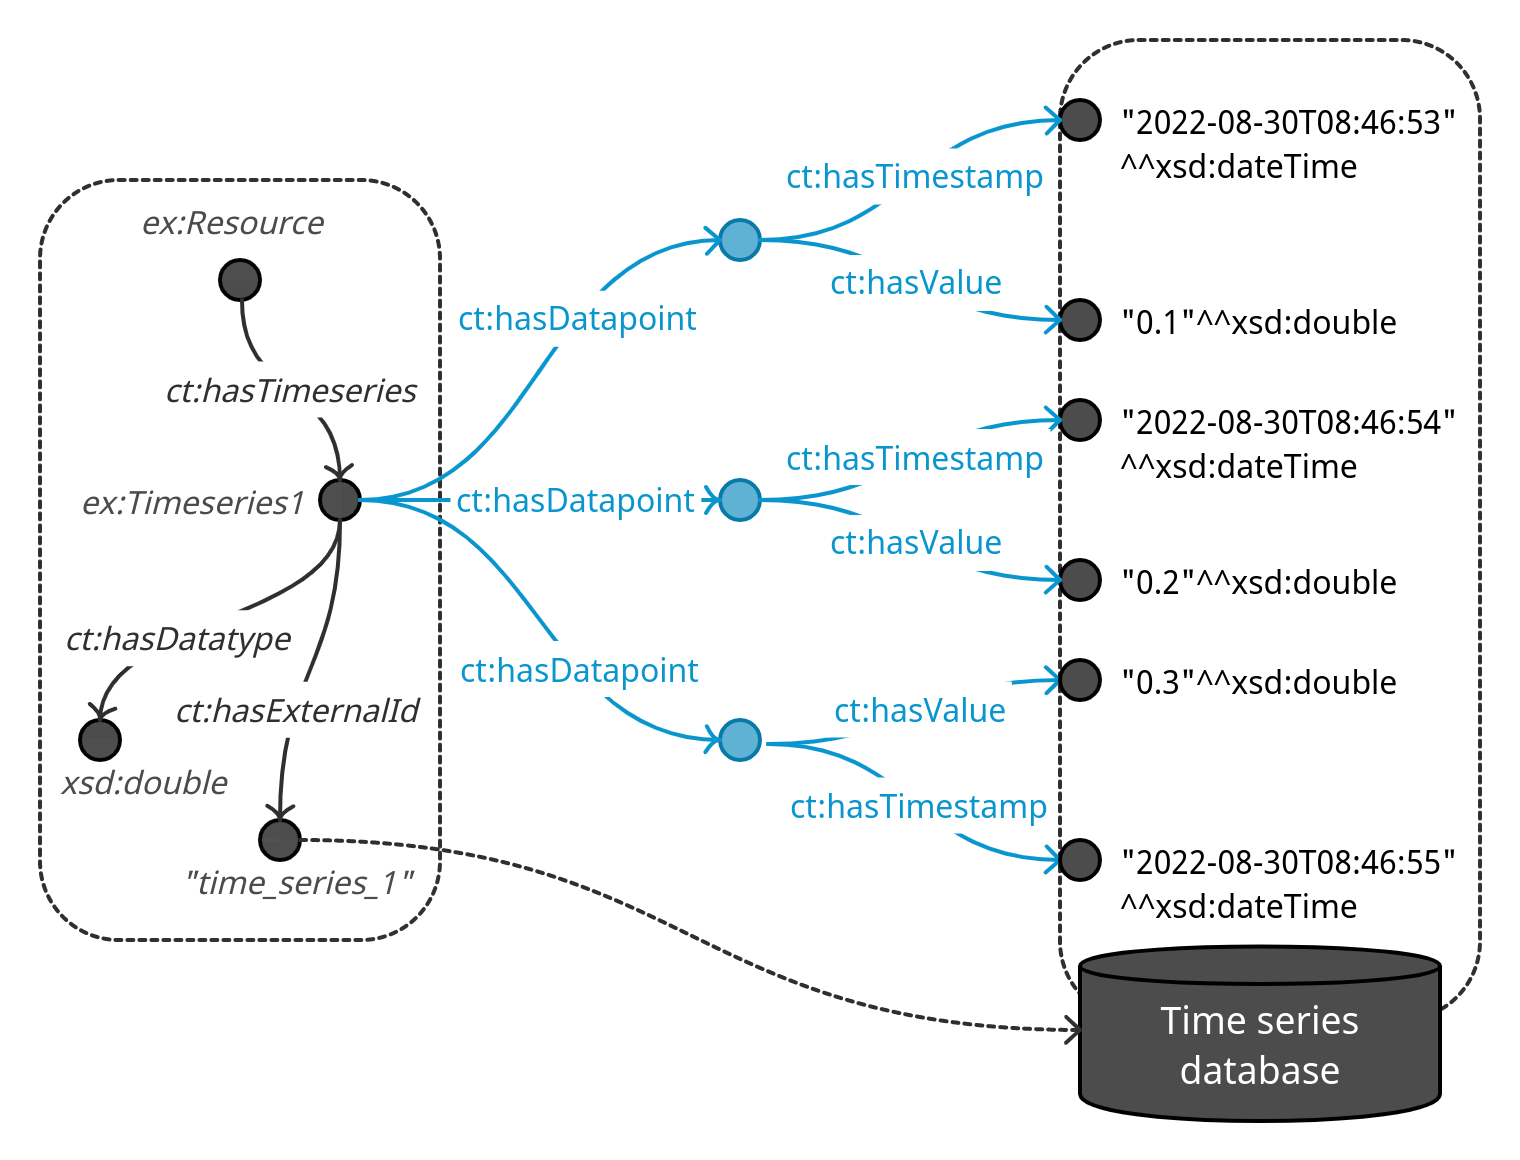 ex:Resource
ct:hasTimeseries
ex:Timeseries1
ct:hasDatatype
ct:hasExternalId
xsd:double
"time_series_1"
ct:hasDatapoint
ct:hasDatapoint
ct:hasDatapoint
ct:hasTimestamp
ct:hasValue
ct:hasTimestamp
ct:hasValue
ct:hasValue
ct:hasTimestamp
"2022-08-30T08:46:53"
^^xsd:dateTime
"0.1"^^xsd:double
"2022-08-30T08:46:54"
^^xsd:dateTime
"0.2"^^xsd:double
"0.3"^^xsd:double
"2022-08-30T08:46:55"
^^xsd:dateTime
Time series
database